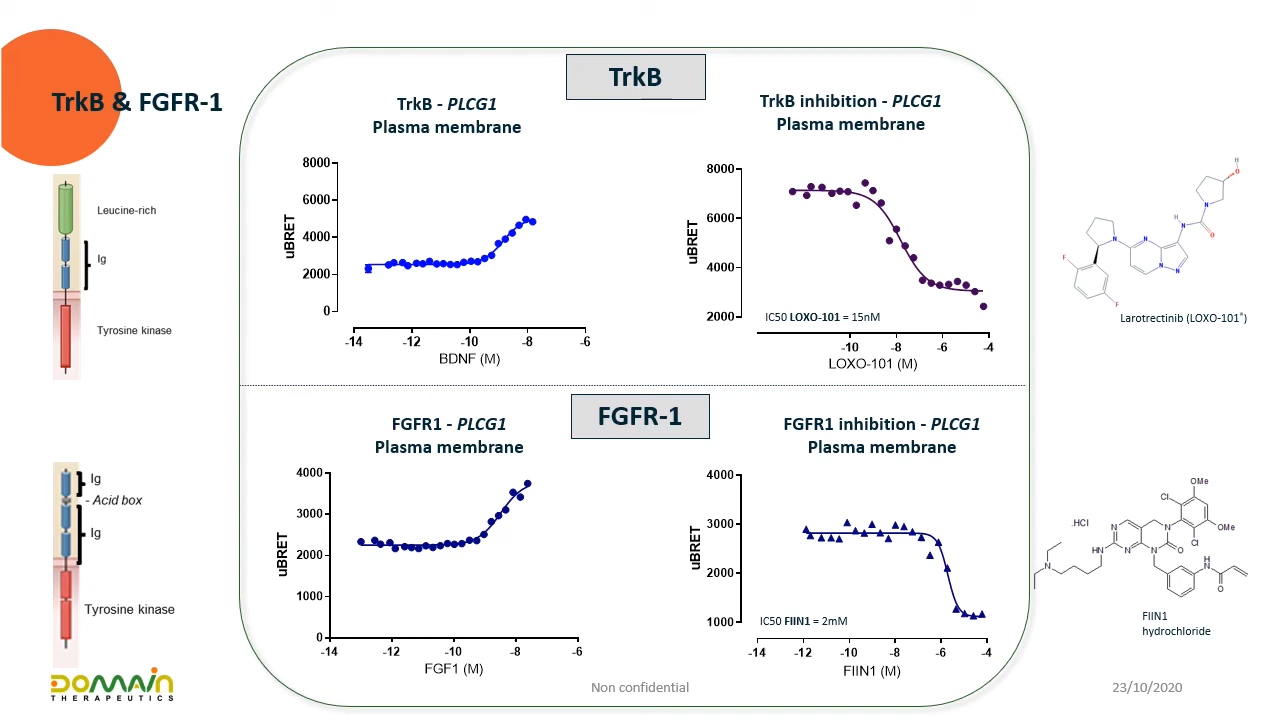 TrkB & FGFR-1
TrkB
TrkB - PLCG1
Plasma membrane
8000
6000
4000
2000
0
uBRET
-14
-12
-10
-8
-6
BDNF (M)
TrkB inhibition - PLCG1
Plasma membrane
8000
6000
4000
2000
uBRET
IC50 LOXO-101 = 15nM
-10
-8
-6
-4
LOXO-101 (M)
Leucine-rich
Ig
Tyrosine kinase
H
O
N
H
N
O
N
N
N
N
F
F
Larotrectinib (LOXO-101®)
FGFR-1
FGFR1 - PLCG1
Plasma membrane
4000
3000
2000
1000
0
uBRET
-14
-12
-10
-8
-6
FGF1 (M)
FGFR1 inhibition - PLCG1
Plasma membrane
4000
3000
2000
1000
uBRET
IC50 FIIN1 = 2mM
-14
-12
-10
-8
-6
-4
FIIN1 (M)
Ig
- Acid box
Ig
Tyrosine kinase
OMe
Cl
.HCl
N
N
OMe
Cl
HN
N
N
O
H
N
N
O
FIIN1
hydrochloride
DOMAIN
THERAPEUTICS
Non confidential
23/10/2020